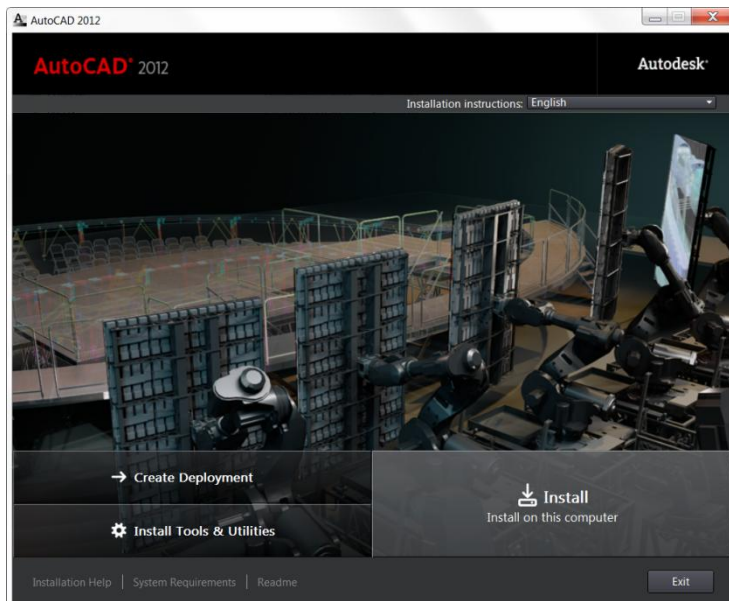 AutoCAD 2012
AutoCAD® 2012
Autodesk®
Installation instructions: English
Create Deployment
Install Tools & Utilities
Install
Install on this computer
Installation Help | System Requirements | Readme
Exit